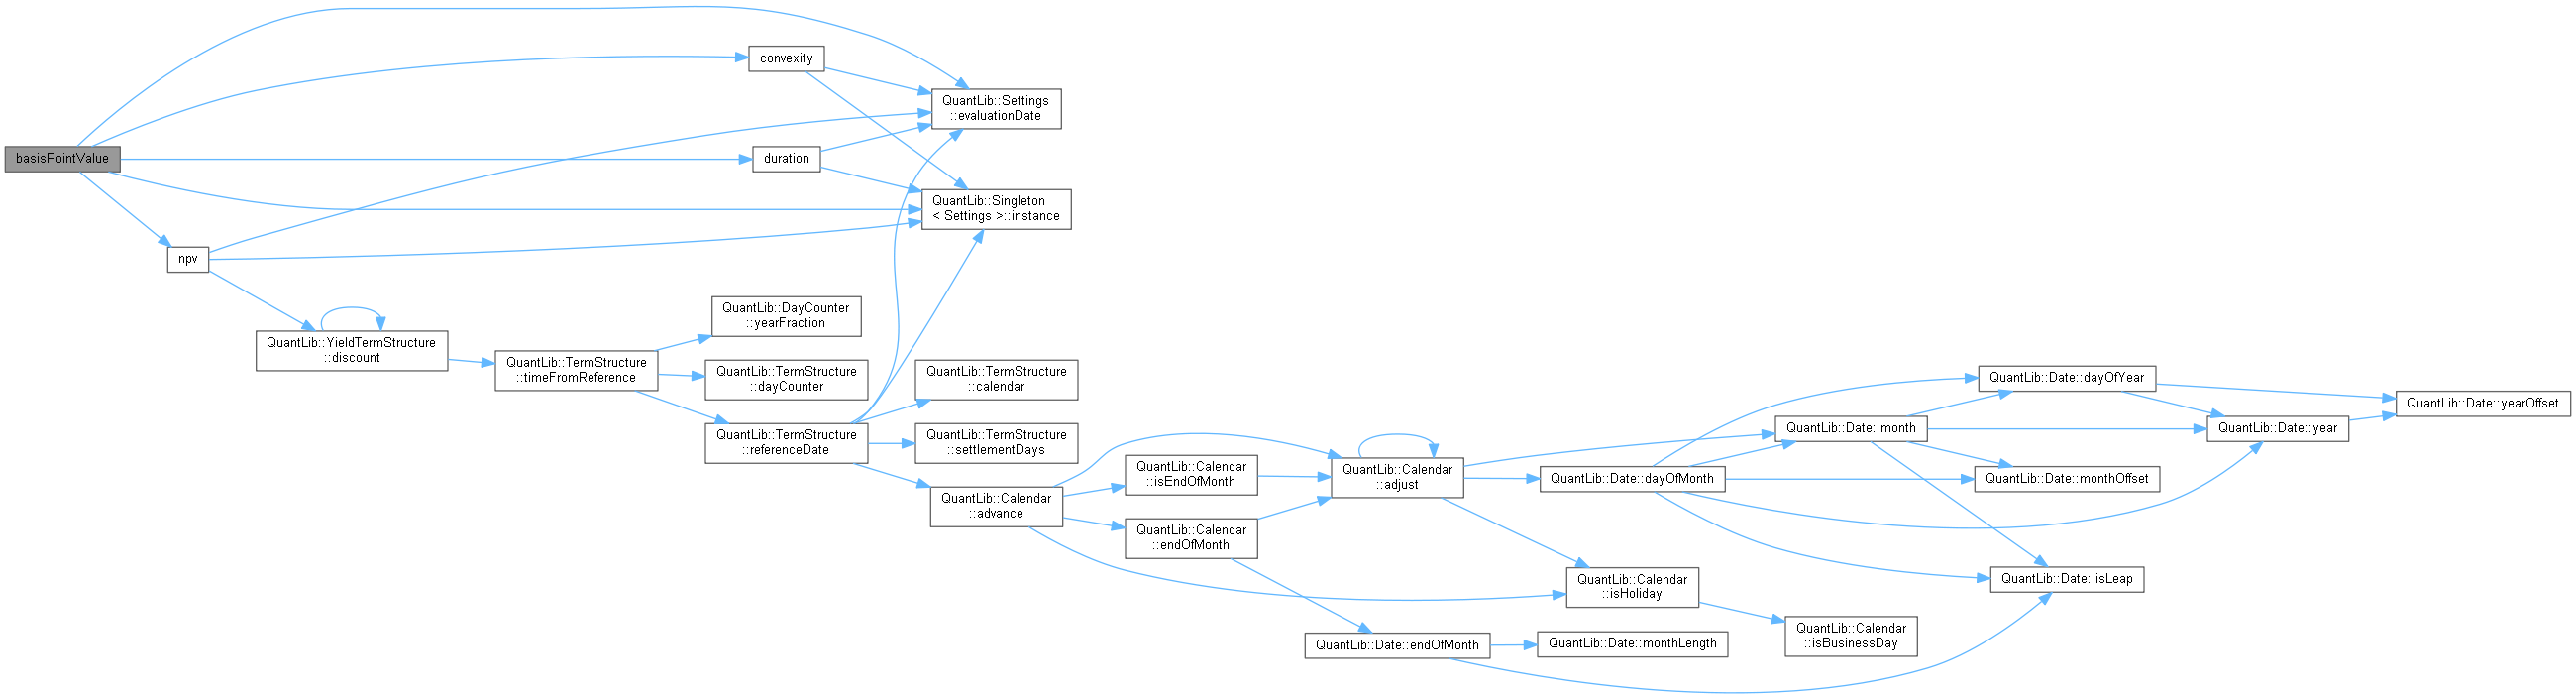 basisPointValue
convexity
QuantLib::Settings
::evaluationDate
duration
QuantLib::Singleton
< Settings >::instance
npv
QuantLib::YieldTermStructure
::discount
QuantLib::TermStructure
::timeFromReference
QuantLib::DayCounter
::yearFraction
QuantLib::TermStructure
::dayCounter
QuantLib::TermStructure
::referenceDate
QuantLib::TermStructure
::calendar
QuantLib::TermStructure
::settlementDays
QuantLib::Calendar
::advance
QuantLib::Calendar
::isEndOfMonth
QuantLib::Calendar
::endOfMonth
QuantLib::Calendar
::adjust
QuantLib::Date::endOfMonth
QuantLib::Date::dayOfMonth
QuantLib::Calendar
::isHoliday
QuantLib::Date::monthLength
QuantLib::Date::month
QuantLib::Calendar
::isBusinessDay
QuantLib::Date::dayOfYear
QuantLib::Date::monthOffset
QuantLib::Date::isLeap
QuantLib::Date::year
QuantLib::Date::yearOffset